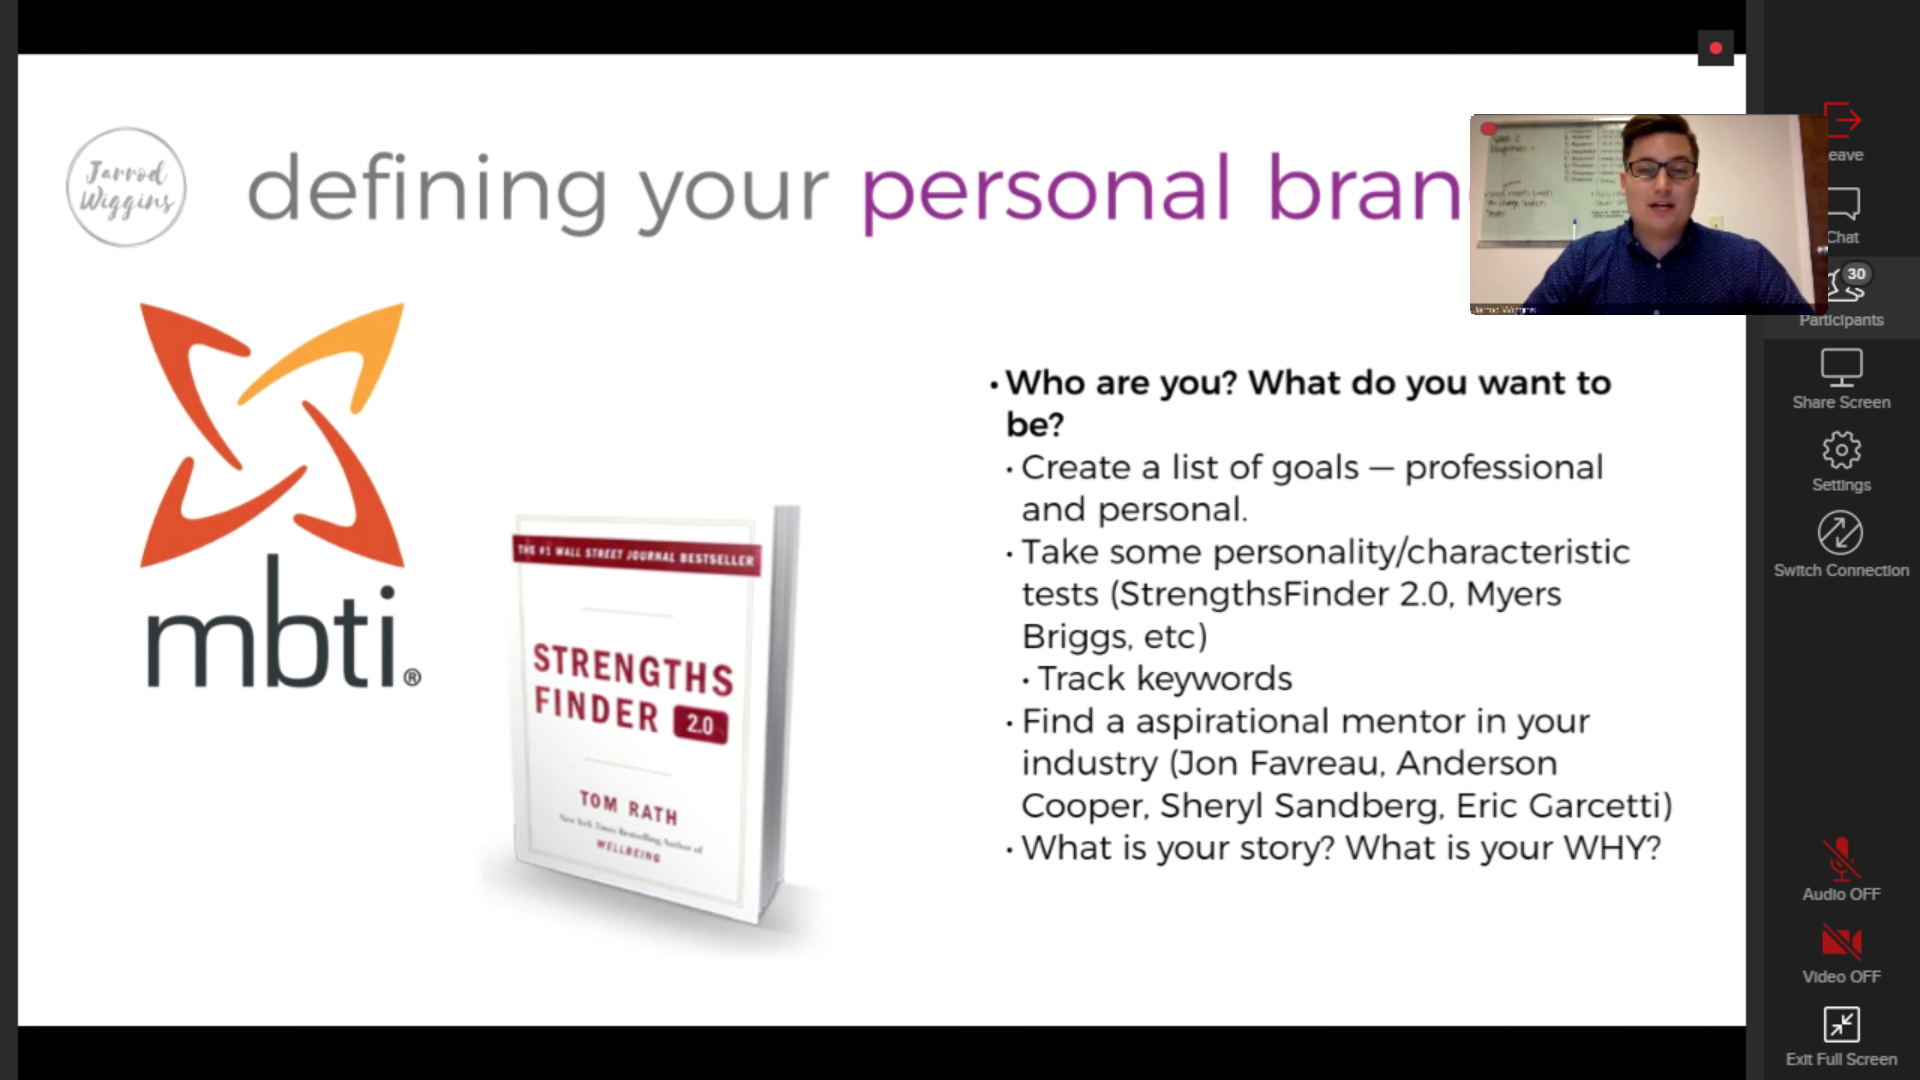 Jarrod
Wiggins
defining your personal bran
mbti®
THE #1 WALL STREET JOURNAL BESTSELLER
STRENGTHS
FINDER 2.0
TOM RATH
New York Times Bestselling Author of
WELLBEING
• Who are you? What do you want to
be?
• Create a list of goals — professional
and personal.
• Take some personality/characteristic
tests (StrengthsFinder 2.0, Myers
Briggs, etc)
• Track keywords
• Find a aspirational mentor in your
industry (Jon Favreau, Anderson
Cooper, Sheryl Sandberg, Eric Garcetti)
• What is your story? What is your WHY?
Jarrod Wiggins
eave
Chat
30
Participants
Share Screen
Settings
Switch Connection
Audio OFF
Video OFF
Exit Full Screen